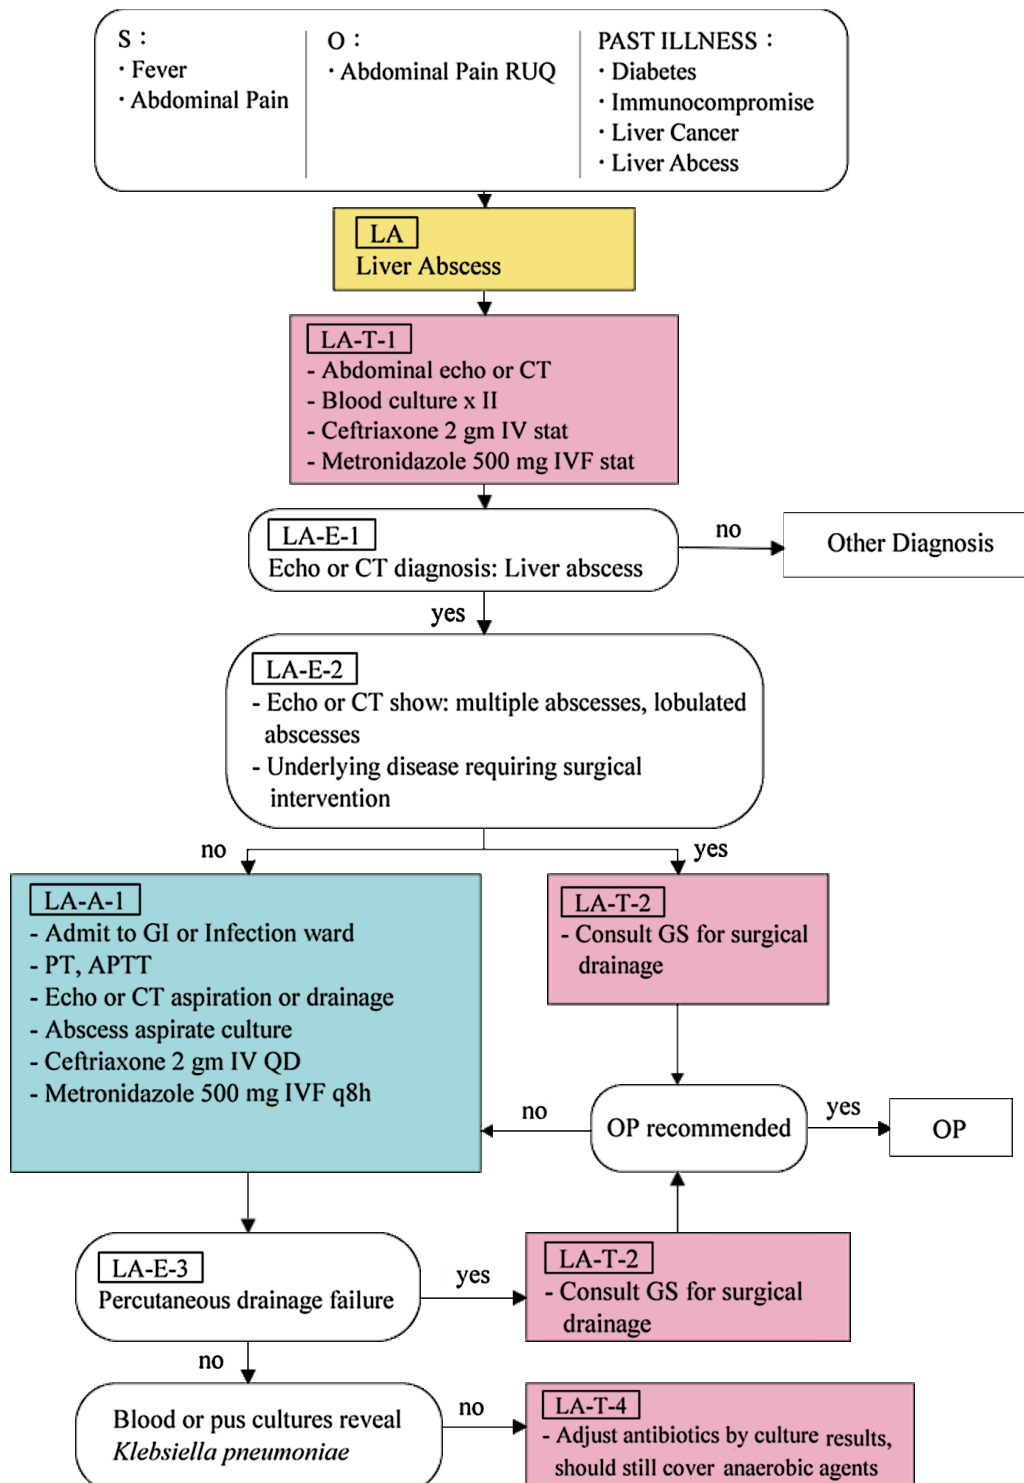 S：
· Fever
· Abdominal Pain
O：
· Abdominal Pain RUQ
PAST ILLNESS：
· Diabetes
· Immunocompromise
· Liver Cancer
· Liver Abcess
LA
Liver Abscess
LA-T-1
- Abdominal echo or CT
- Blood culture x II
- Ceftriaxone 2 gm IV stat
- Metronidazole 500 mg IVF stat
LA-E-1
Echo or CT diagnosis: Liver abscess
no
Other Diagnosis
yes
LA-E-2
- Echo or CT show: multiple abscesses, lobulated
abscesses
- Underlying disease requiring surgical
intervention
no
yes
LA-A-1
- Admit to GI or Infection ward
- PT, APTT
- Echo or CT aspiration or drainage
- Abscess aspirate culture
- Ceftriaxone 2 gm IV QD
- Metronidazole 500 mg IVF q8h
LA-T-2
- Consult GS for surgical
drainage
no
OP recommended
yes
OP
LA-E-3
Percutaneous drainage failure
yes
LA-T-2
- Consult GS for surgical
drainage
no
Blood or pus cultures reveal
Klebsiella pneumoniae
no
LA-T-4
- Adjust antibiotics by culture results,
should still cover anaerobic agents